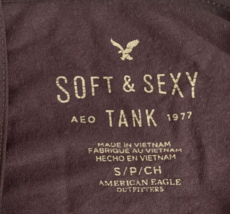 SOFT & SEXY
AEO TANK 1977
MADE IN VIETNAM
FABRIQUÉ AU VIETNAM
HECHO EN VIETNAM
S/P/CH
AMERICAN EAGLE
OUTFITTERS